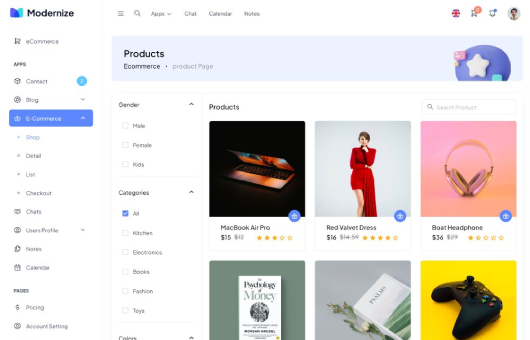 Modernize
Apps
Chat
Calendar
Notes
eCommerce
APPS
Contact
Blog
E-Commerce
Shop
Detail
List
Checkout
Chats
Users Profile
Notes
Calendar
PAGES
Pricing
Account Setting
Products
Ecommerce • product Page
Gender
Male
Female
Kids
Categories
All
Kitchen
Electronics
Books
Fashion
Toys
Colors
Products
Search Product
MacBook Air Pro
$15 $12
Red Valvet Dress
$16 $14.59
Boat Headphone
$36 $29
The
Psychology
of Money
MORGAN HOUSEL
PSALMS